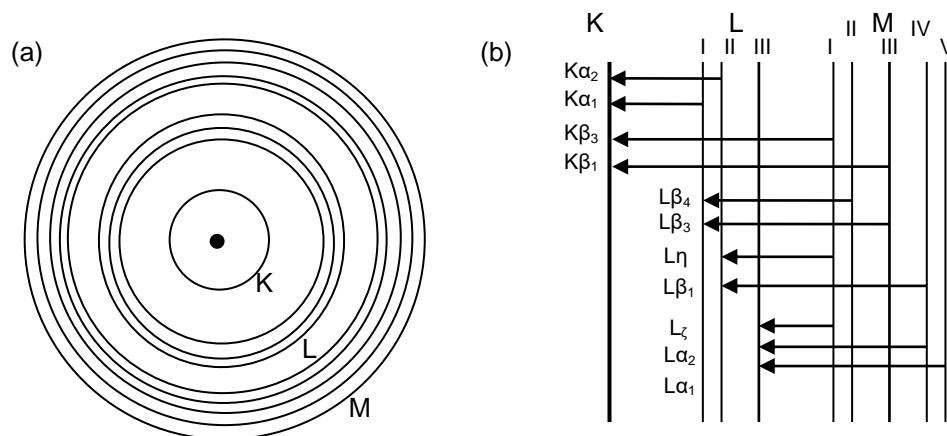 (a)
K
L
M
(b)
K L M
I II III I II III IV V
Kα₂
Kα₁
Kβ₃
Kβ₁
Lβ₄
Lβ₃
Lη
Lβ₁
Lζ
Lα₂
Lα₁